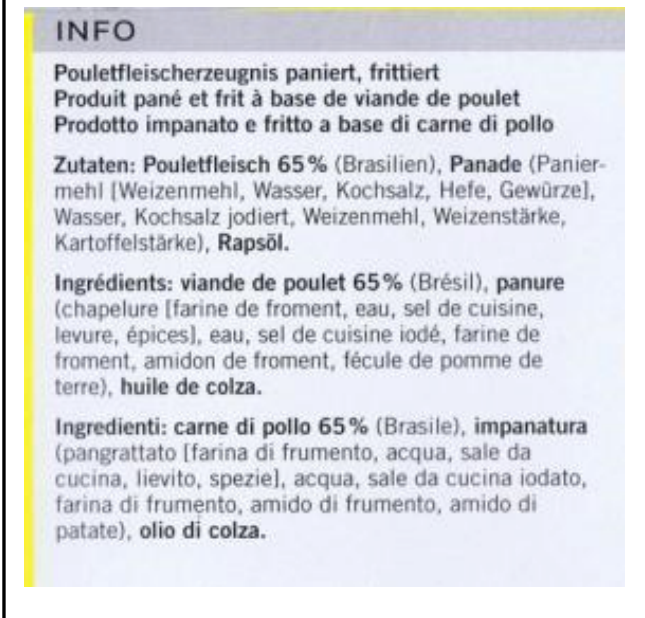 INFO
Pouletfleischerzeugnis paniert, frittiert
Produit pané et frit à base de viande de poulet
Prodotto impanato e fritto a base di carne di pollo
Zutaten: Pouletfleisch 65% (Brasilien), Panade (Panier-
mehl [Weizenmehl, Wasser, Kochsalz, Hefe, Gewürze],
Wasser, Kochsalz jodiert, Weizenmehl, Weizenstärke,
Kartoffelstärke), Rapsöl.
Ingrédients: viande de poulet 65% (Brésil), panure
(chapelure [farine de froment, eau, sel de cuisine,
levure, épices], eau, sel de cuisine iodé, farine de
froment, amidon de froment, fécule de pomme de
terre), huile de colza.
Ingredienti: carne di pollo 65% (Brasile), impanatura
(pangrattato [farina di frumento, acqua, sale da
cucina, lievito, spezie], acqua, sale da cucina iodato,
farina di frumento, amido di frumento, amido di
patate), olio di colza.